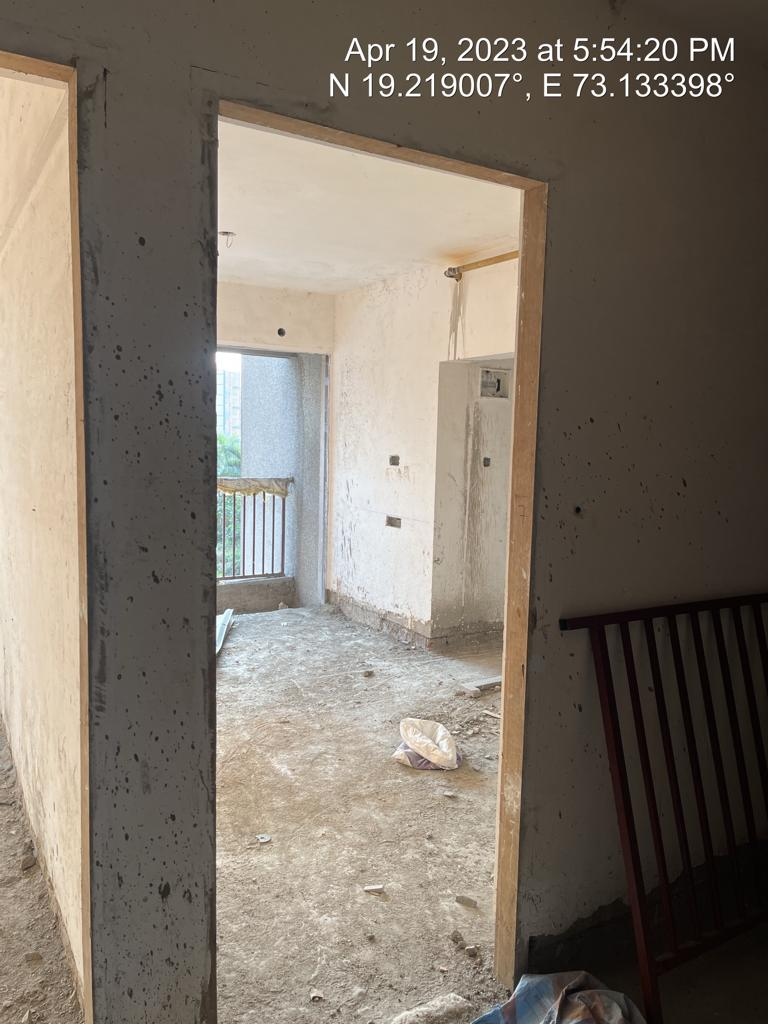 Apr 19, 2023 at 5:54:20 PM
N 19.219007°, E 73.133398°